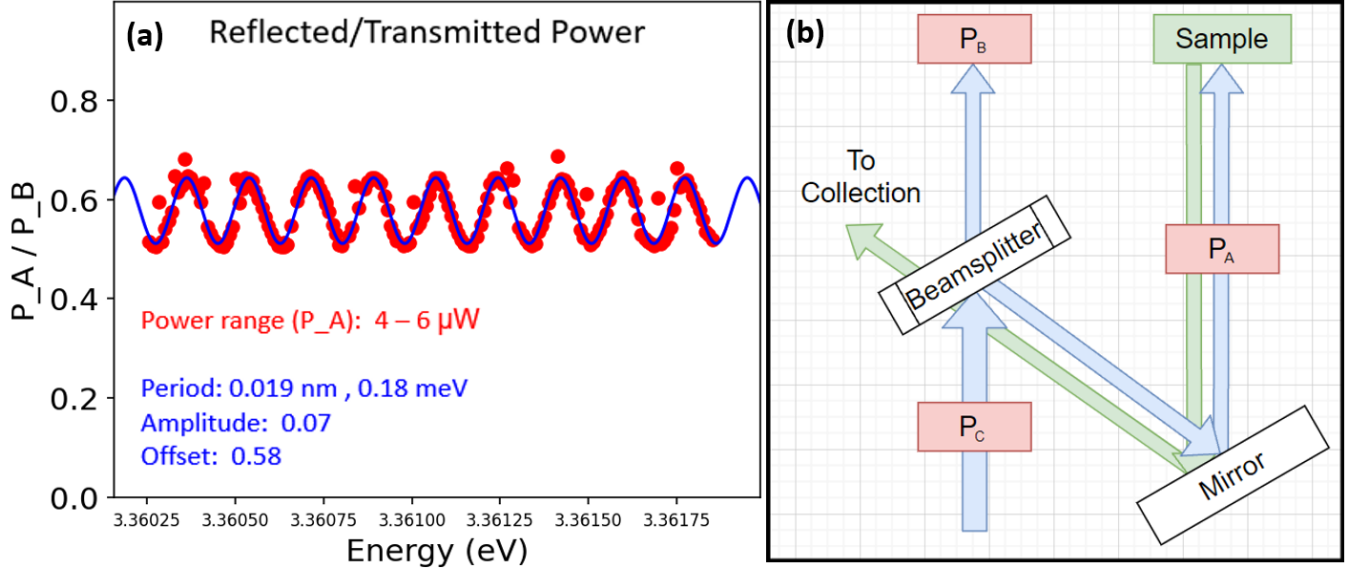 (a)
Reflected/Transmitted Power
P_A / P_B
0.8
0.6
0.4
0.2
0.0
Power range (P_A): 4 – 6 μW
Period: 0.019 nm , 0.18 meV
Amplitude: 0.07
Offset: 0.58
3.36025 3.36050 3.36075 3.36100 3.36125 3.36150 3.36175
Energy (eV)
(b)
P_B
Sample
To
Collection
Beamsplitter
P_A
P_C
Mirror